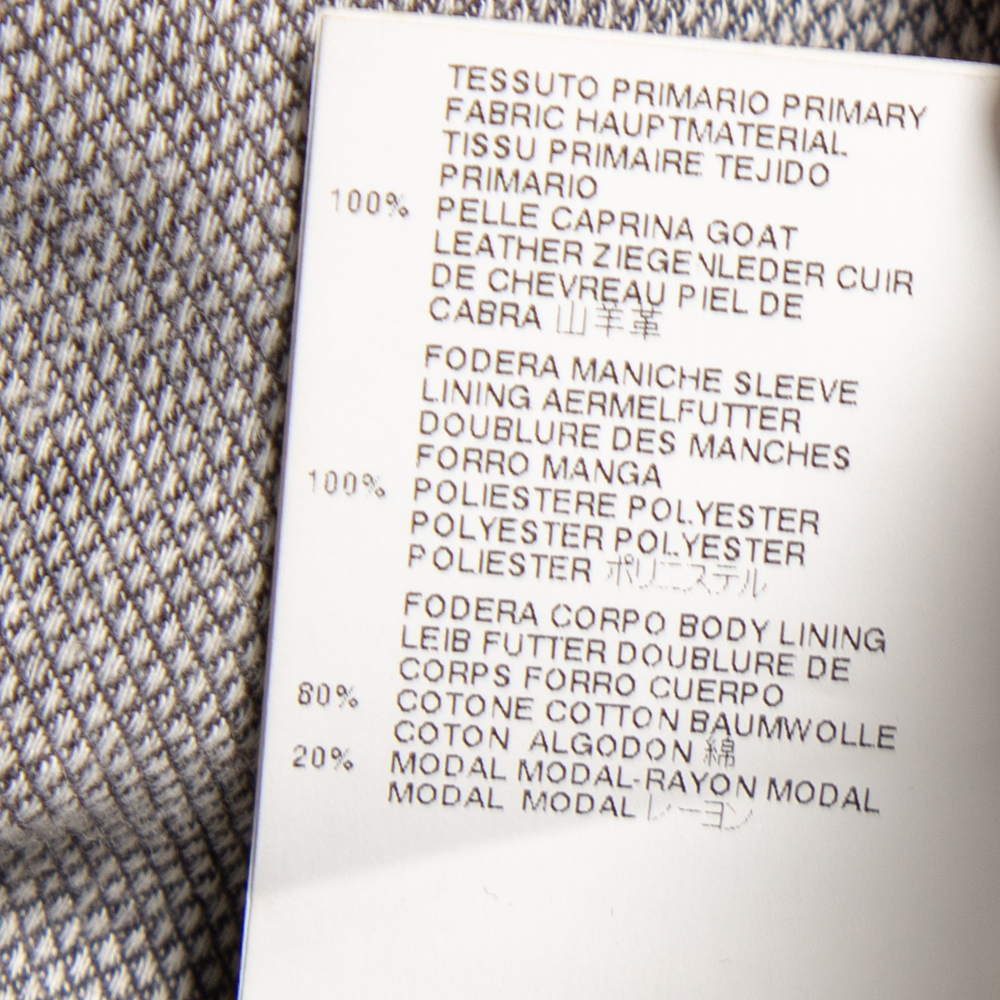 TESSUTO PRIMARIO PRIMARY
FABRIC HAUPTMATERIAL
TISSU PRIMAIRE TEJIDO
PRIMARIO
100% PELLE CAPRINA GOAT
LEATHER ZIEGENLEDER CUIR
DE CHEVREAU PIEL DE
CABRA 山羊革
FODERA MANICHE SLEEVE
LINING AERMELFUTTER
DOUBLURE DES MANCHES
FORRO MANGA
100% POLIESTERE POLYESTER
POLYESTER POLYESTER
POLIESTER ポリエステル
FODERA CORPO BODY LINING
LEIB FUTTER DOUBLURE DE
CORPS FORRO CUERPO
80% COTONE COTTON BAUMWOLLE
COTON ALGODON 綿
20% MODAL MODAL-RAYON MODAL
MODAL MODAL レーヨン